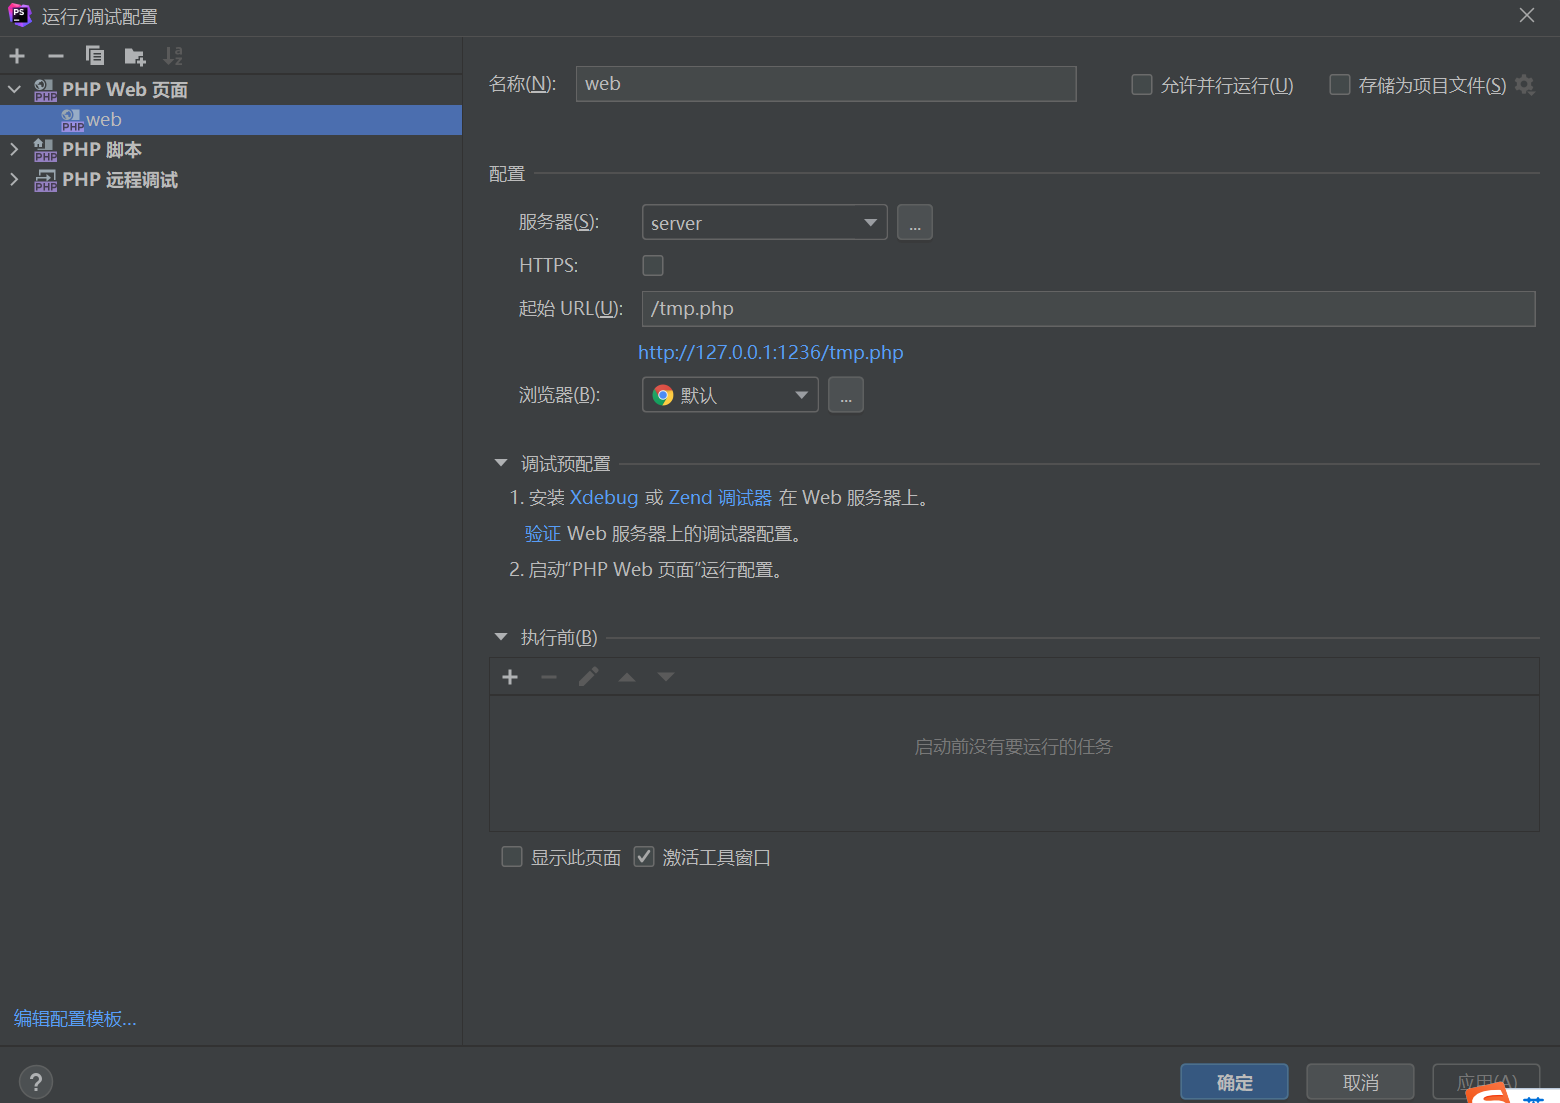 运行/调试配置
PHP Web 页面
web
PHP 脚本
PHP 远程调试
编辑配置模板...
名称(N):
web
允许并行运行(U)
存储为项目文件(S)
配置
服务器(S):
server
...
HTTPS:
起始 URL(U):
/tmp.php
http://127.0.0.1:1236/tmp.php
浏览器(B):
默认
...
调试预配置
1. 安装 Xdebug 或 Zend 调试器 在 Web 服务器上。
验证 Web 服务器上的调试器配置。
2. 启动“PHP Web 页面”运行配置。
执行前(B)
启动前没有要运行的任务
显示此页面
激活工具窗口
?
确定
取消
应用(A)